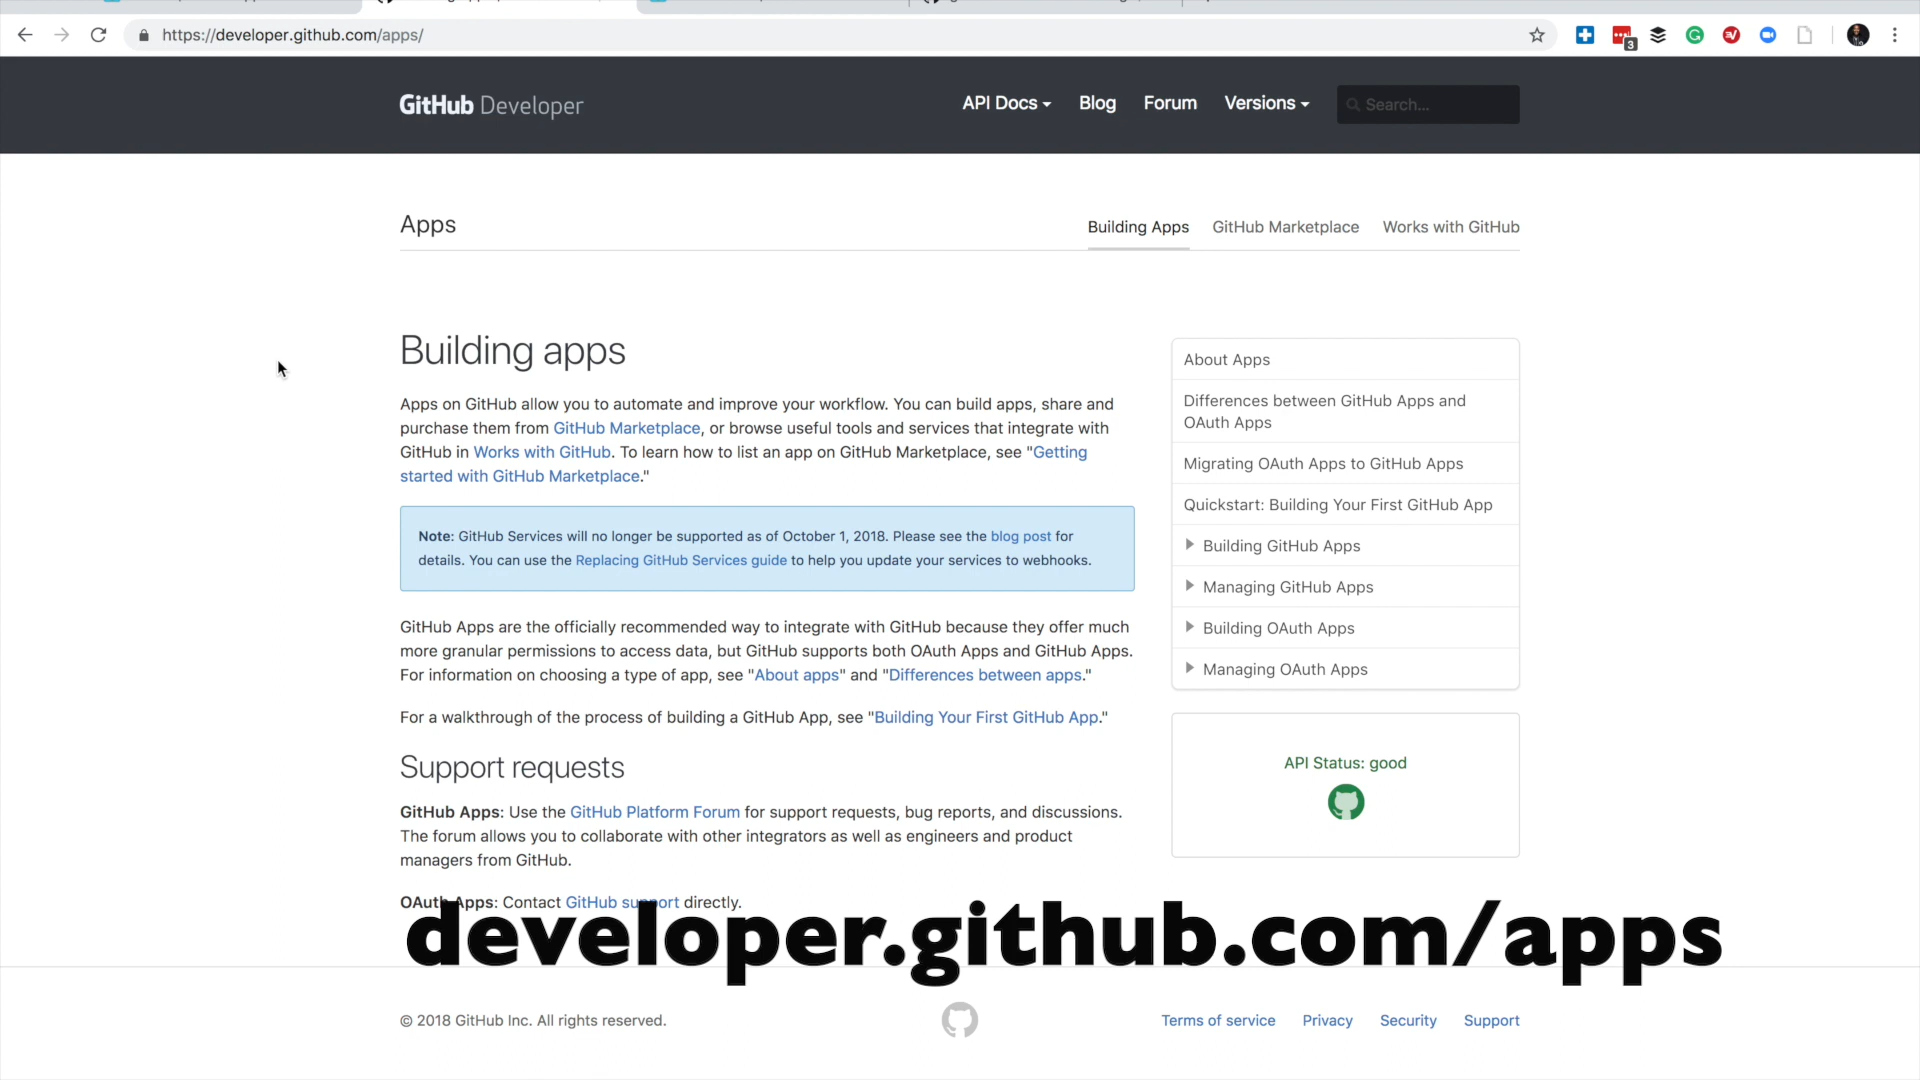 https://developer.github.com/apps/
3
GitHub Developer
API Docs
Blog
Forum
Versions
Search...
Apps
Building Apps
GitHub Marketplace
Works with GitHub
Building apps
Apps on GitHub allow you to automate and improve your workflow. You can build apps, share and
purchase them from GitHub Marketplace, or browse useful tools and services that integrate with
GitHub in Works with GitHub. To learn how to list an app on GitHub Marketplace, see "Getting
started with GitHub Marketplace."
Note: GitHub Services will no longer be supported as of October 1, 2018. Please see the blog post for
details. You can use the Replacing GitHub Services guide to help you update your services to webhooks.
GitHub Apps are the officially recommended way to integrate with GitHub because they offer much
more granular permissions to access data, but GitHub supports both OAuth Apps and GitHub Apps.
For information on choosing a type of app, see "About apps" and "Differences between apps."
For a walkthrough of the process of building a GitHub App, see "Building Your First GitHub App."
Support requests
GitHub Apps: Use the GitHub Platform Forum for support requests, bug reports, and discussions.
The forum allows you to collaborate with other integrators as well as engineers and product
managers from GitHub.
OAuth Apps: Contact GitHub support directly.
About Apps
Differences between GitHub Apps and
OAuth Apps
Migrating OAuth Apps to GitHub Apps
Quickstart: Building Your First GitHub App
Building GitHub Apps
Managing GitHub Apps
Building OAuth Apps
Managing OAuth Apps
API Status: good
developer.github.com/apps
© 2018 GitHub Inc. All rights reserved.
Terms of service
Privacy
Security
Support